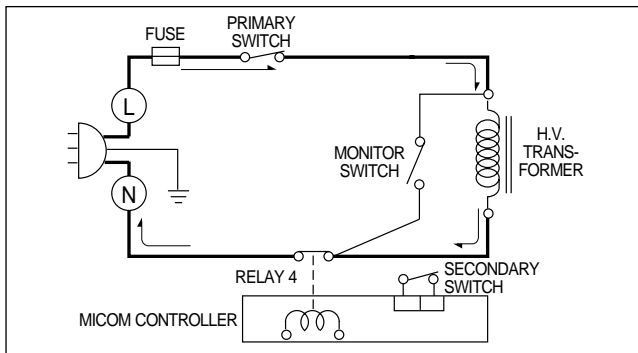 PRIMARY
SWITCH
FUSE
L
H.V.
TRANS-
FORMER
MONITOR
SWITCH
N
RELAY 4
SECONDARY
SWITCH
MICOM CONTROLLER